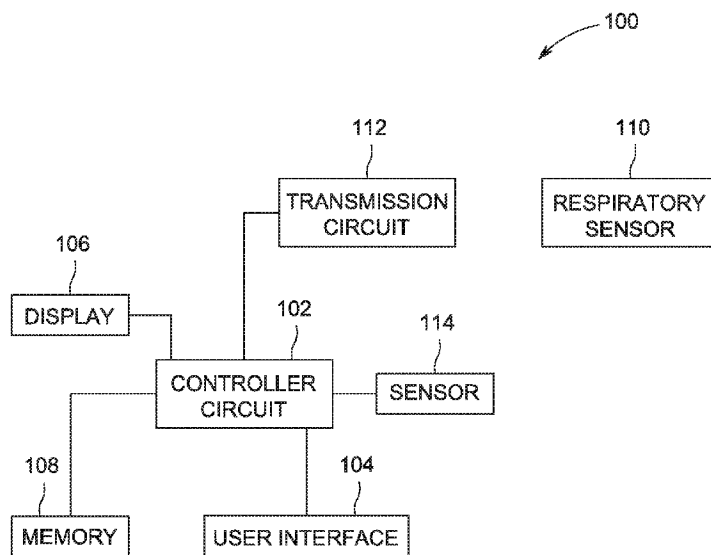 100
112
110
TRANSMISSION
CIRCUIT
RESPIRATORY
SENSOR
106
DISPLAY
102
114
CONTROLLER
CIRCUIT
SENSOR
108
104
MEMORY
USER INTERFACE